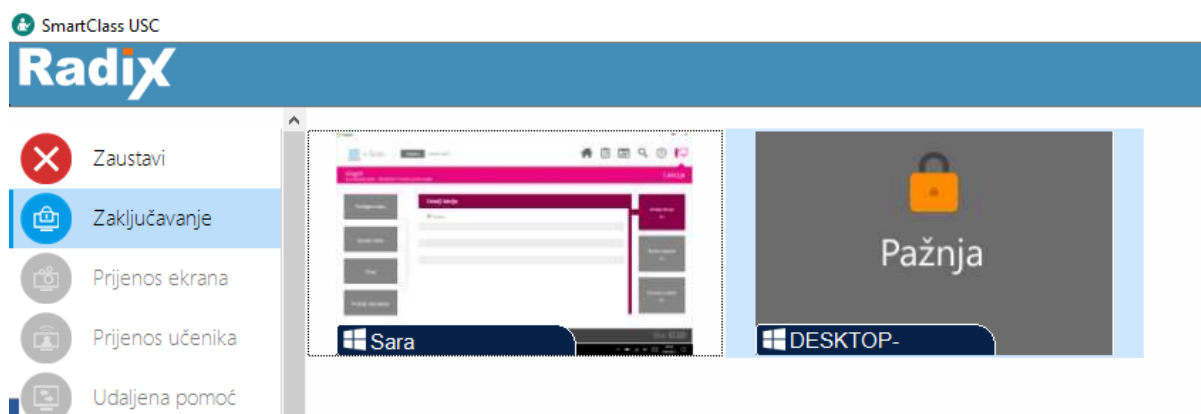 SmartClass USC
Radix
Zaustavi
Zaključavanje
Prijenos ekrana
Prijenos učenika
Udaljena pomoć
Sara
Pažnja
DESKTOP-